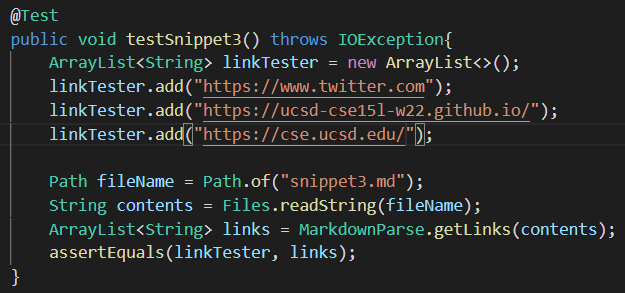 @Test
public void testSnippet3() throws IOException{
    ArrayList<String> linkTester = new ArrayList<>();
    linkTester.add("https://www.twitter.com");
    linkTester.add("https://ucsd-cse15l-w22.github.io/");
    linkTester.add("https://cse.ucsd.edu/");
    Path fileName = Path.of("snippet3.md");
    String contents = Files.readString(fileName);
    ArrayList<String> links = MarkdownParse.getLinks(contents);
    assertEquals(linkTester, links);
}